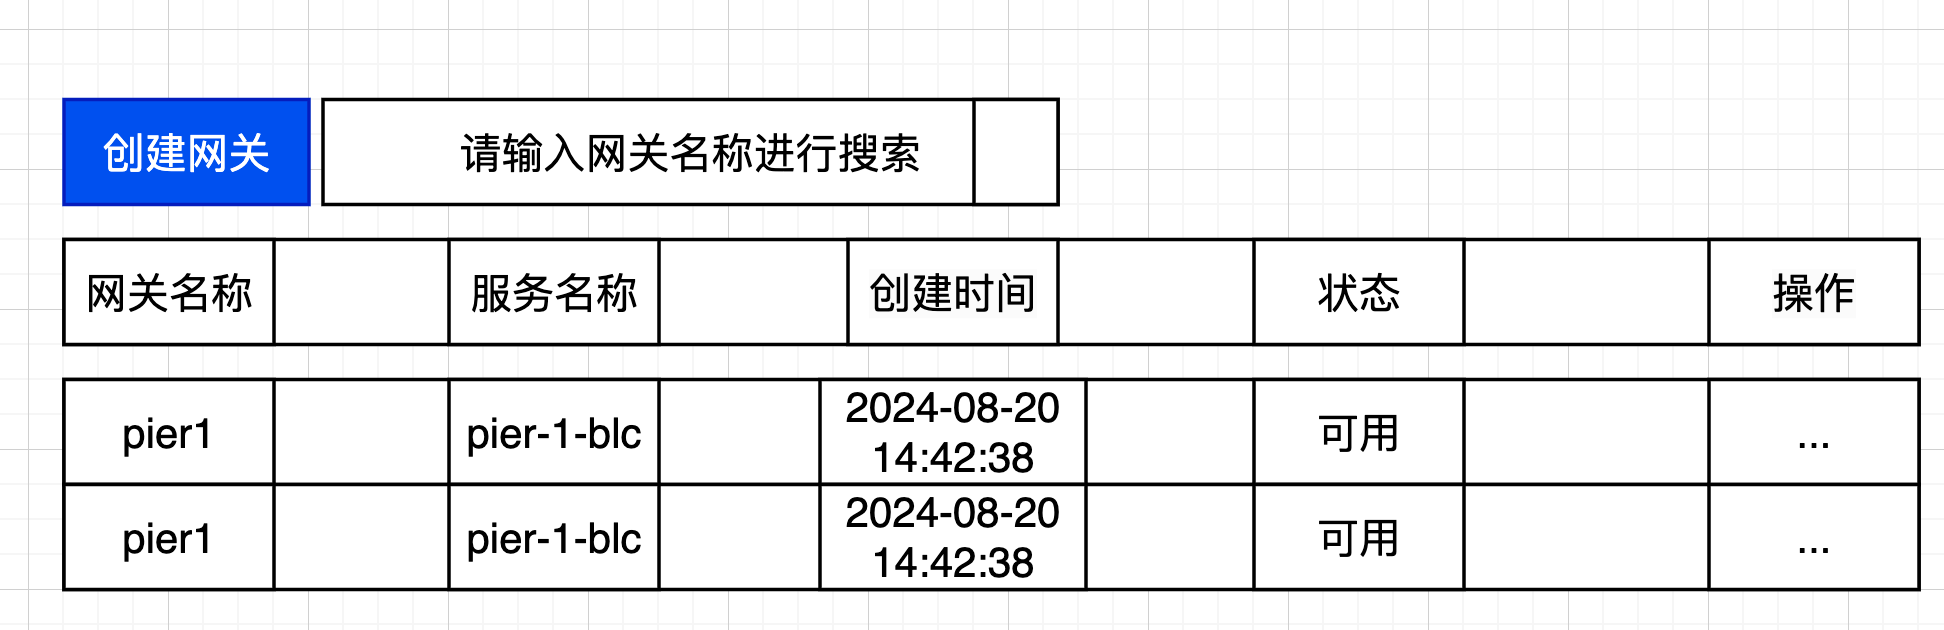 创建网关 请输入网关名称进行搜索
网关名称 服务名称 创建时间 状态 操作
pier1 pier-1-blc 2024-08-20 14:42:38 可用 ...
pier1 pier-1-blc 2024-08-20 14:42:38 可用 ...